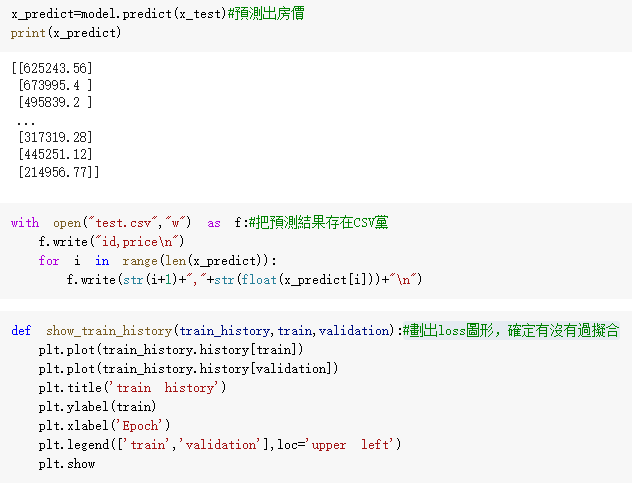 x_predict=model.predict(x_test)#預測出房價
print(x_predict)
[[625243.56]
 [673995.4 ]
 [495839.2 ]
 ...
 [317319.28]
 [445251.12]
 [214956.77]]
with open("test.csv","w") as f:#把預測結果存在CSV黨
    f.write("id,price\n")
    for i in range(len(x_predict)):
        f.write(str(i+1)+","+str(float(x_predict[i]))+"\n")
def show_train_history(train_history,train,validation):#劃出loss圖形，確定有沒有過擬合
    plt.plot(train_history.history[train])
    plt.plot(train_history.history[validation])
    plt.title('train history')
    plt.ylabel(train)
    plt.xlabel('Epoch')
    plt.legend(['train','validation'],loc='upper left')
    plt.show